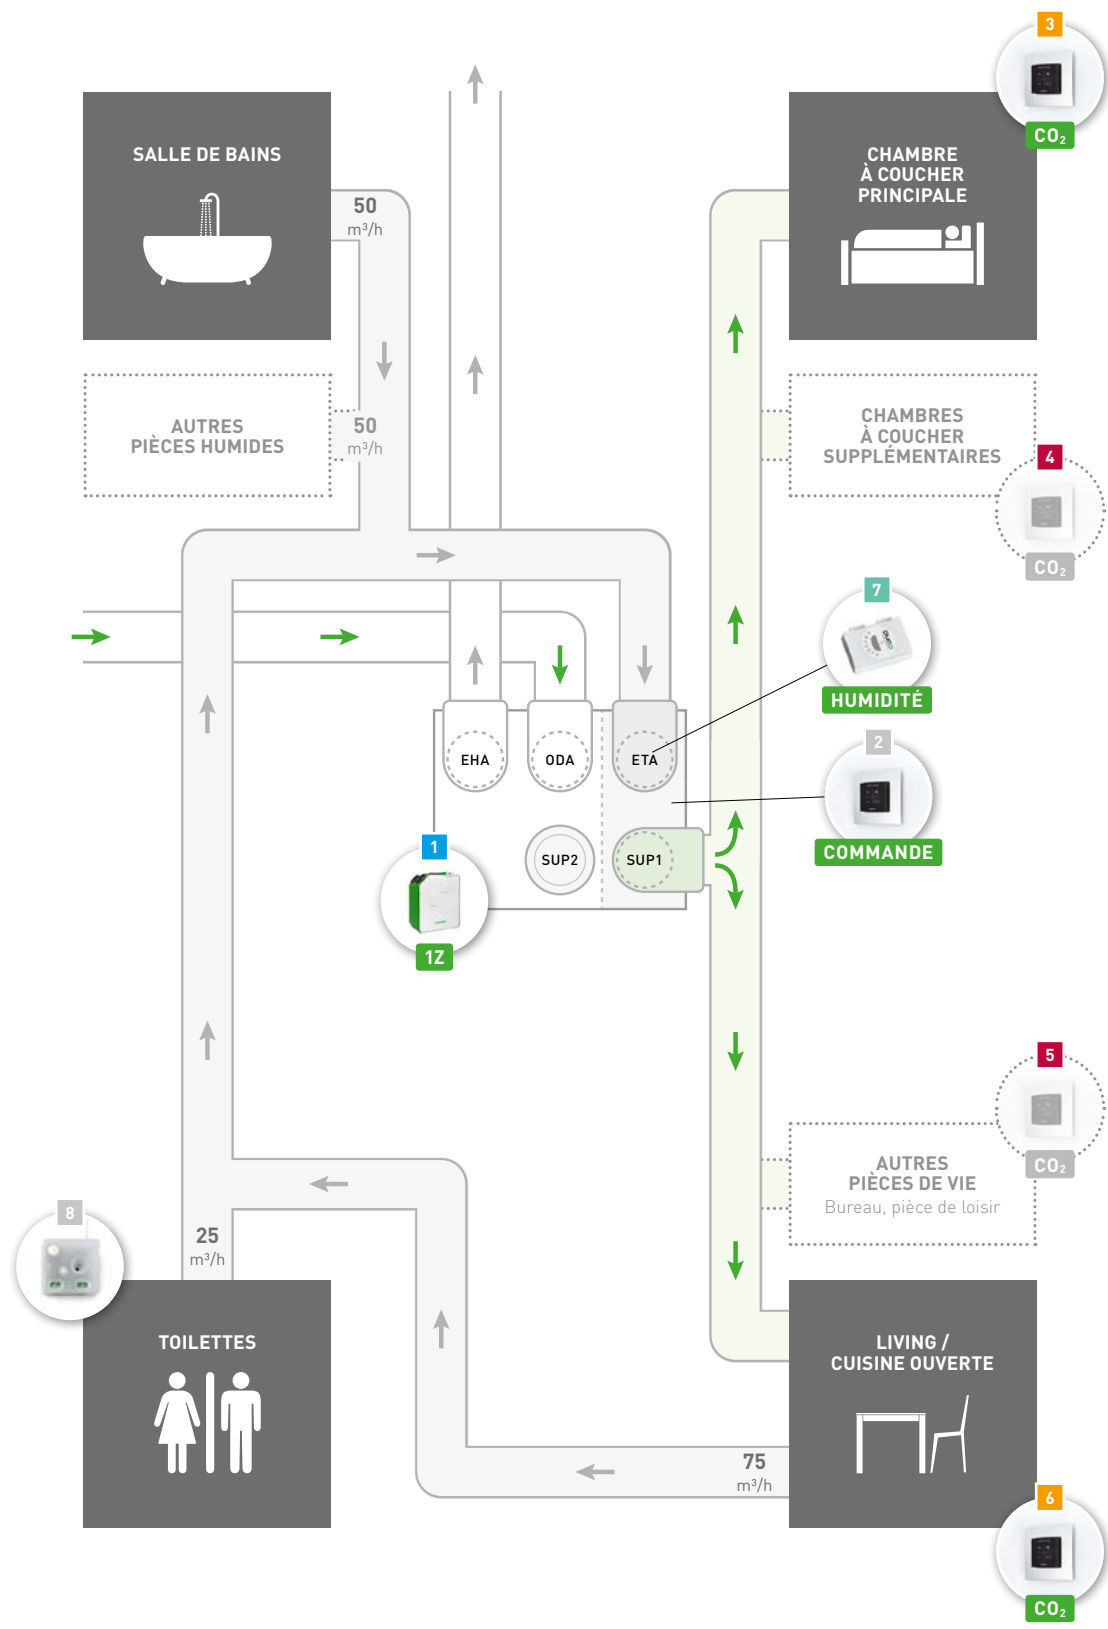 3
CO₂
SALLE DE BAINS
50
m³/h
CHAMBRE
À COUCHER
PRINCIPALE
AUTRES
PIÈCES HUMIDES
50
m³/h
CHAMBRES
À COUCHER
SUPPLÉMENTAIRES
4
CO₂
7
HUMIDITÉ
EHA
ODA
ETA
2
COMMANDE
1
1Z
SUP2
SUP1
5
CO₂
AUTRES
PIÈCES DE VIE
Bureau, pièce de loisir
8
25
m³/h
TOILETTES
LIVING /
CUISINE OUVERTE
75
m³/h
6
CO₂